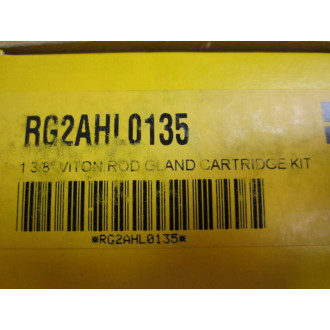 RG2AHL0135
1 3/8" VITON ROD GLAND CARTRIDGE KIT
*RG2AHL0135*